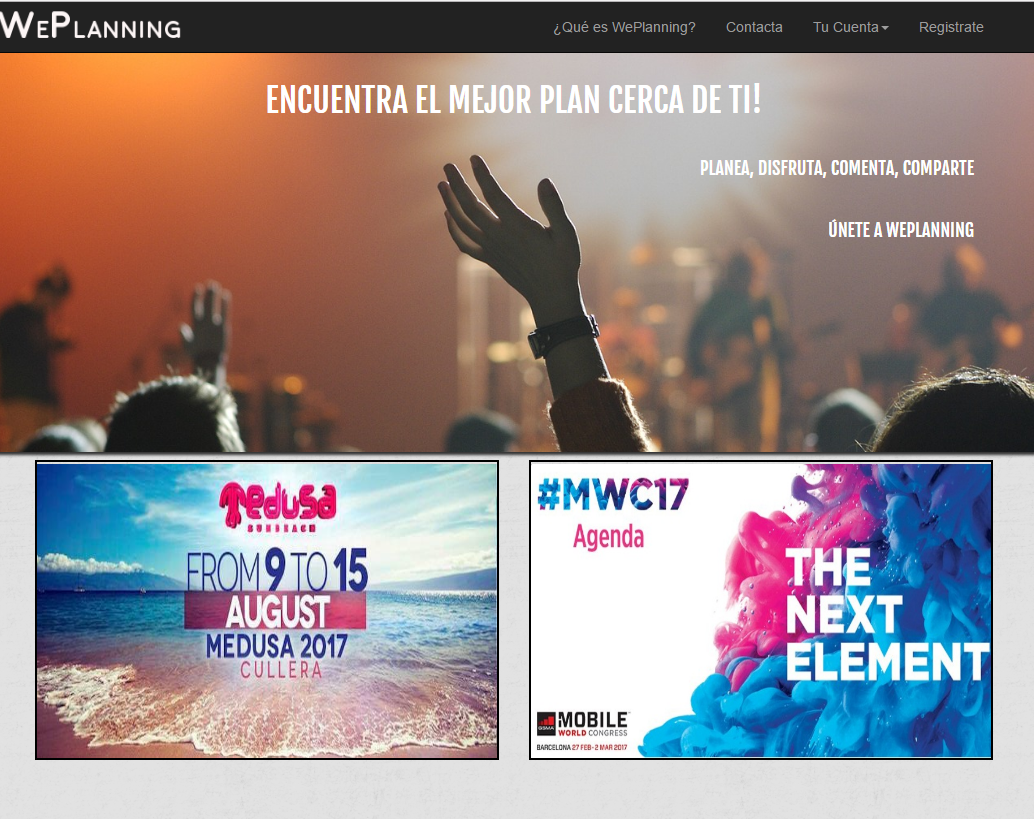 WePlanning
¿Qué es WePlanning? Contacta Tu Cuenta Registrate
ENCUENTRA EL MEJOR PLAN CERCA DE TI!
PLANEA, DISFRUTA, COMENTA, COMPARTE
ÚNETE A WEPLANNING
medusa
SUNBEACH
FROM 9 TO 15
AUGUST
MEDUSA 2017
CULLERA
#MWC17
Agenda
THE
NEXT
ELEMENT
GSMA
MOBILE
WORLD CONGRESS
BARCELONA 27 FEB - 2 MAR 2017